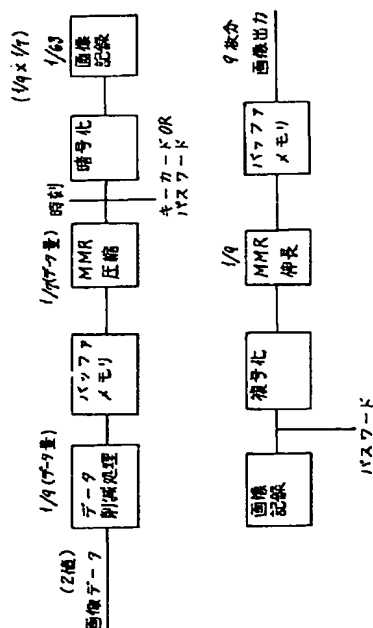 (2値)
画像データ
1/9(データ量)
データ
削減処理
バッファ
メモリ
1/7(データ量)
MMR
圧縮
時刻
キーカードOR
パスワード
暗号化
(1/9×1/7)
1/63
画像
記録
画像
記録
パスワード
復号化
1/9
MMR
伸長
バッファ
メモリ
9枚分
画像出力